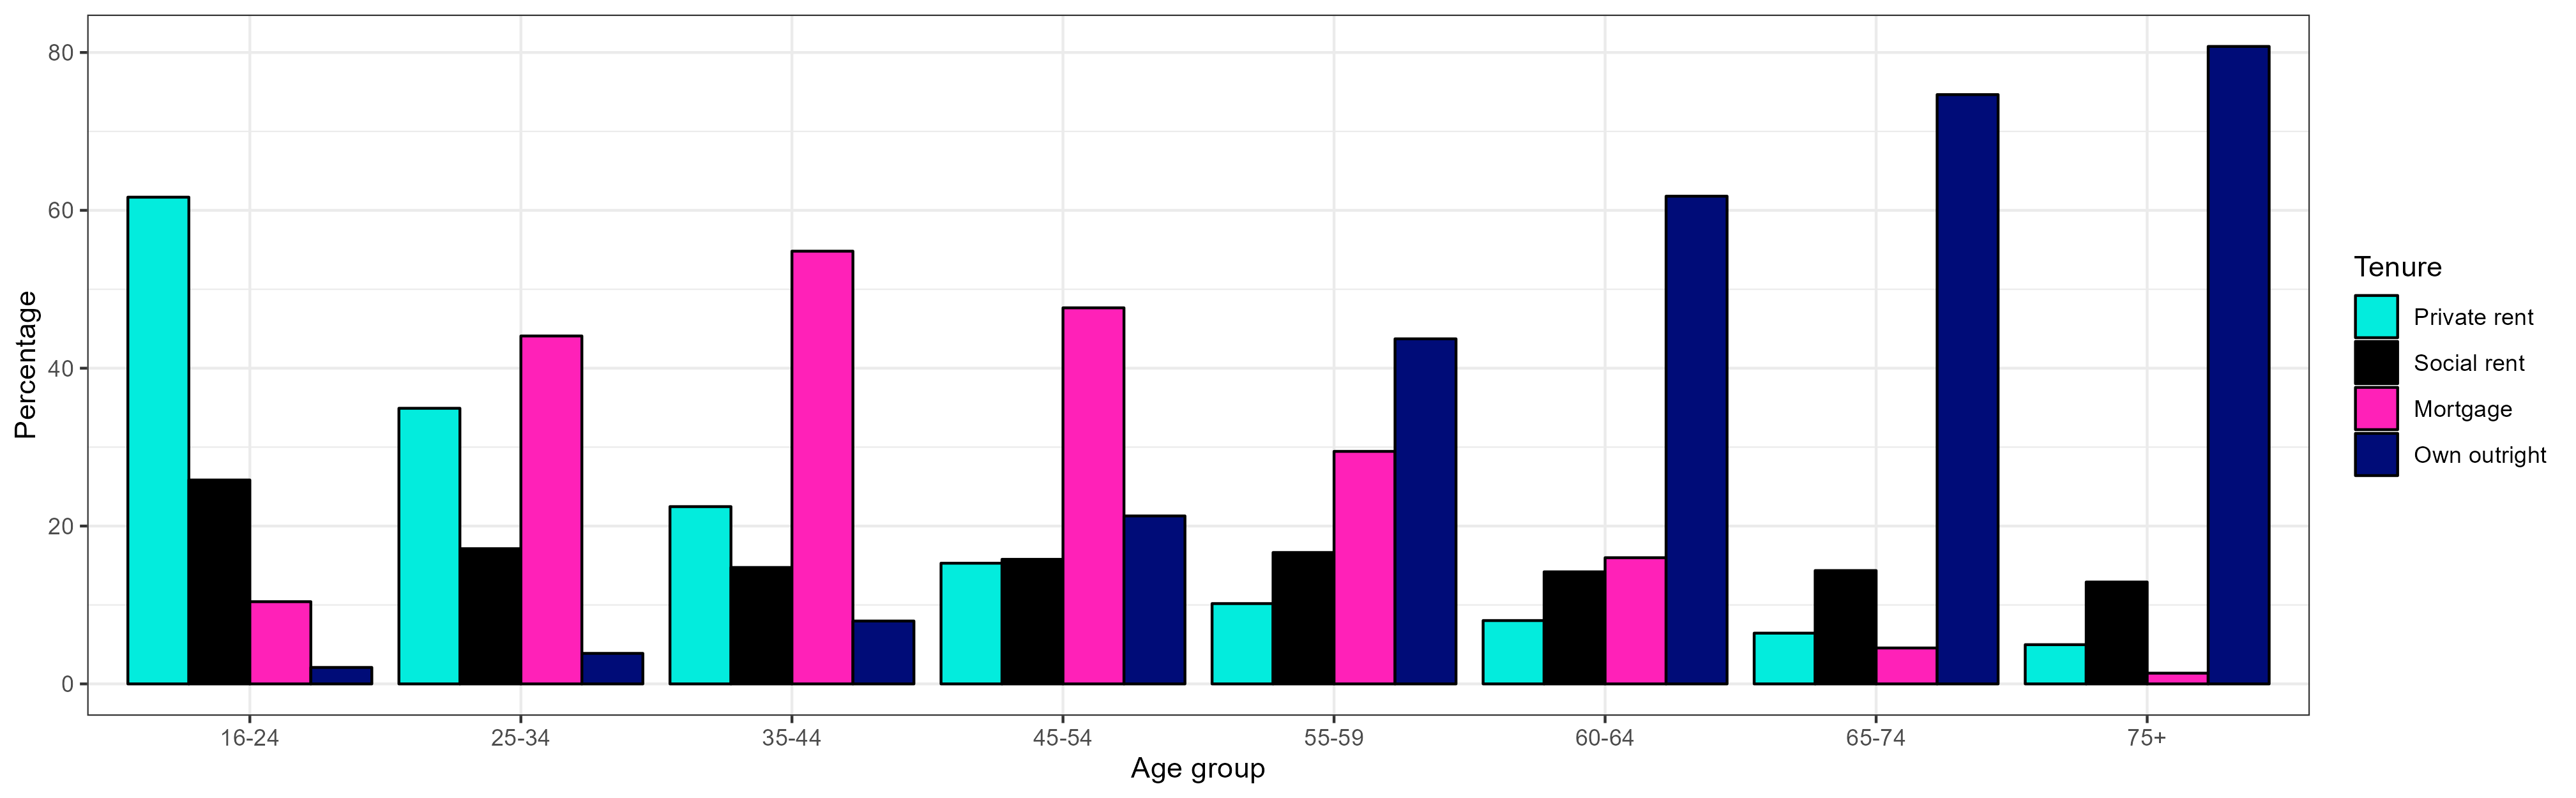 80
60
40
20
0
Percentage
16-24 25-34 35-44 45-54 55-59 60-64 65-74 75+
Age group
Tenure
Private rent
Social rent
Mortgage
Own outright